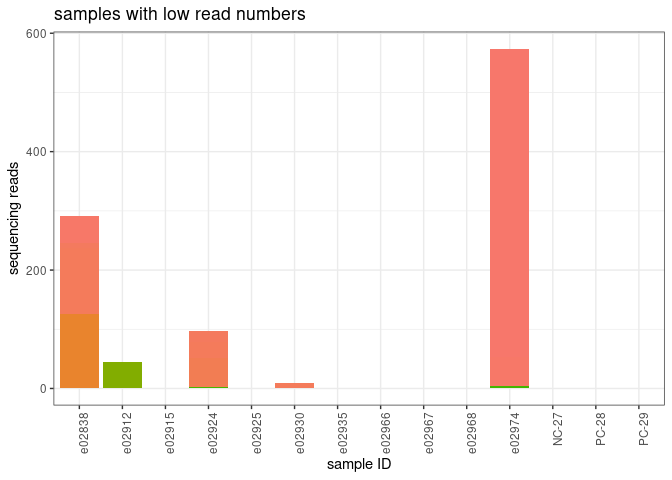 samples with low read numbers
600
400
200
0
sequencing reads
e02838
e02912
e02915
e02924
e02925
e02930
e02935
e02966
e02967
e02968
e02974
NC-27
PC-28
PC-29
sample ID